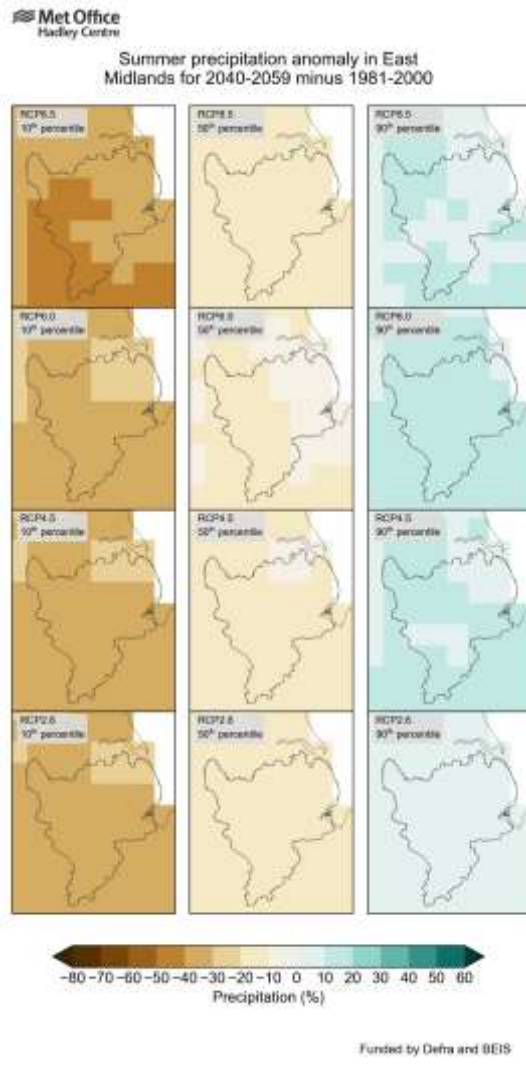 Met Office
Hadley Centre
Summer precipitation anomaly in East
Midlands for 2040-2059 minus 1981-2000
RCP8.5
10th percentile
RCP8.5
50th percentile
RCP8.5
90th percentile
RCP6.0
10th percentile
RCP6.0
50th percentile
RCP6.0
90th percentile
RCP4.5
10th percentile
RCP4.5
50th percentile
RCP4.5
90th percentile
RCP2.6
10th percentile
RCP2.6
50th percentile
RCP2.6
90th percentile
−80 −70 −60 −50 −40 −30 −20 −10 0 10 20 30 40 50 60
Precipitation (%)
Funded by Defra and BEIS